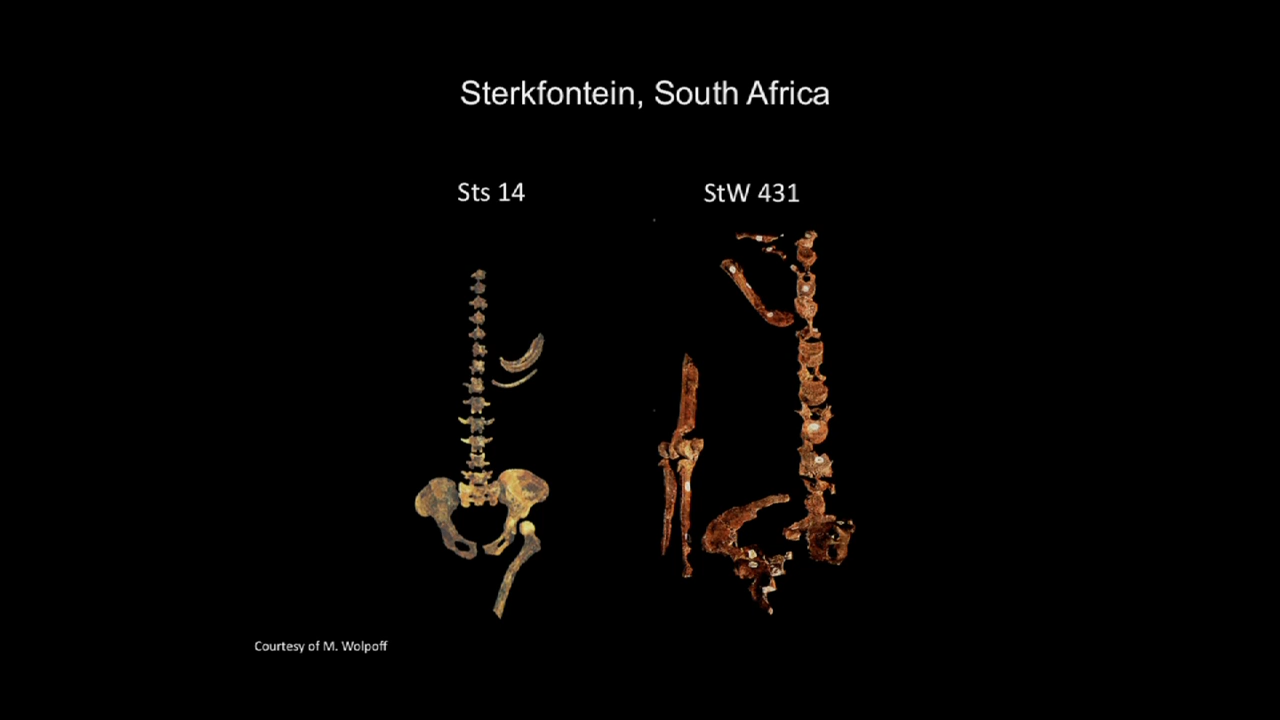 Sterkfontein, South Africa
Sts 14
StW 431
Courtesy of M. Wolpoff